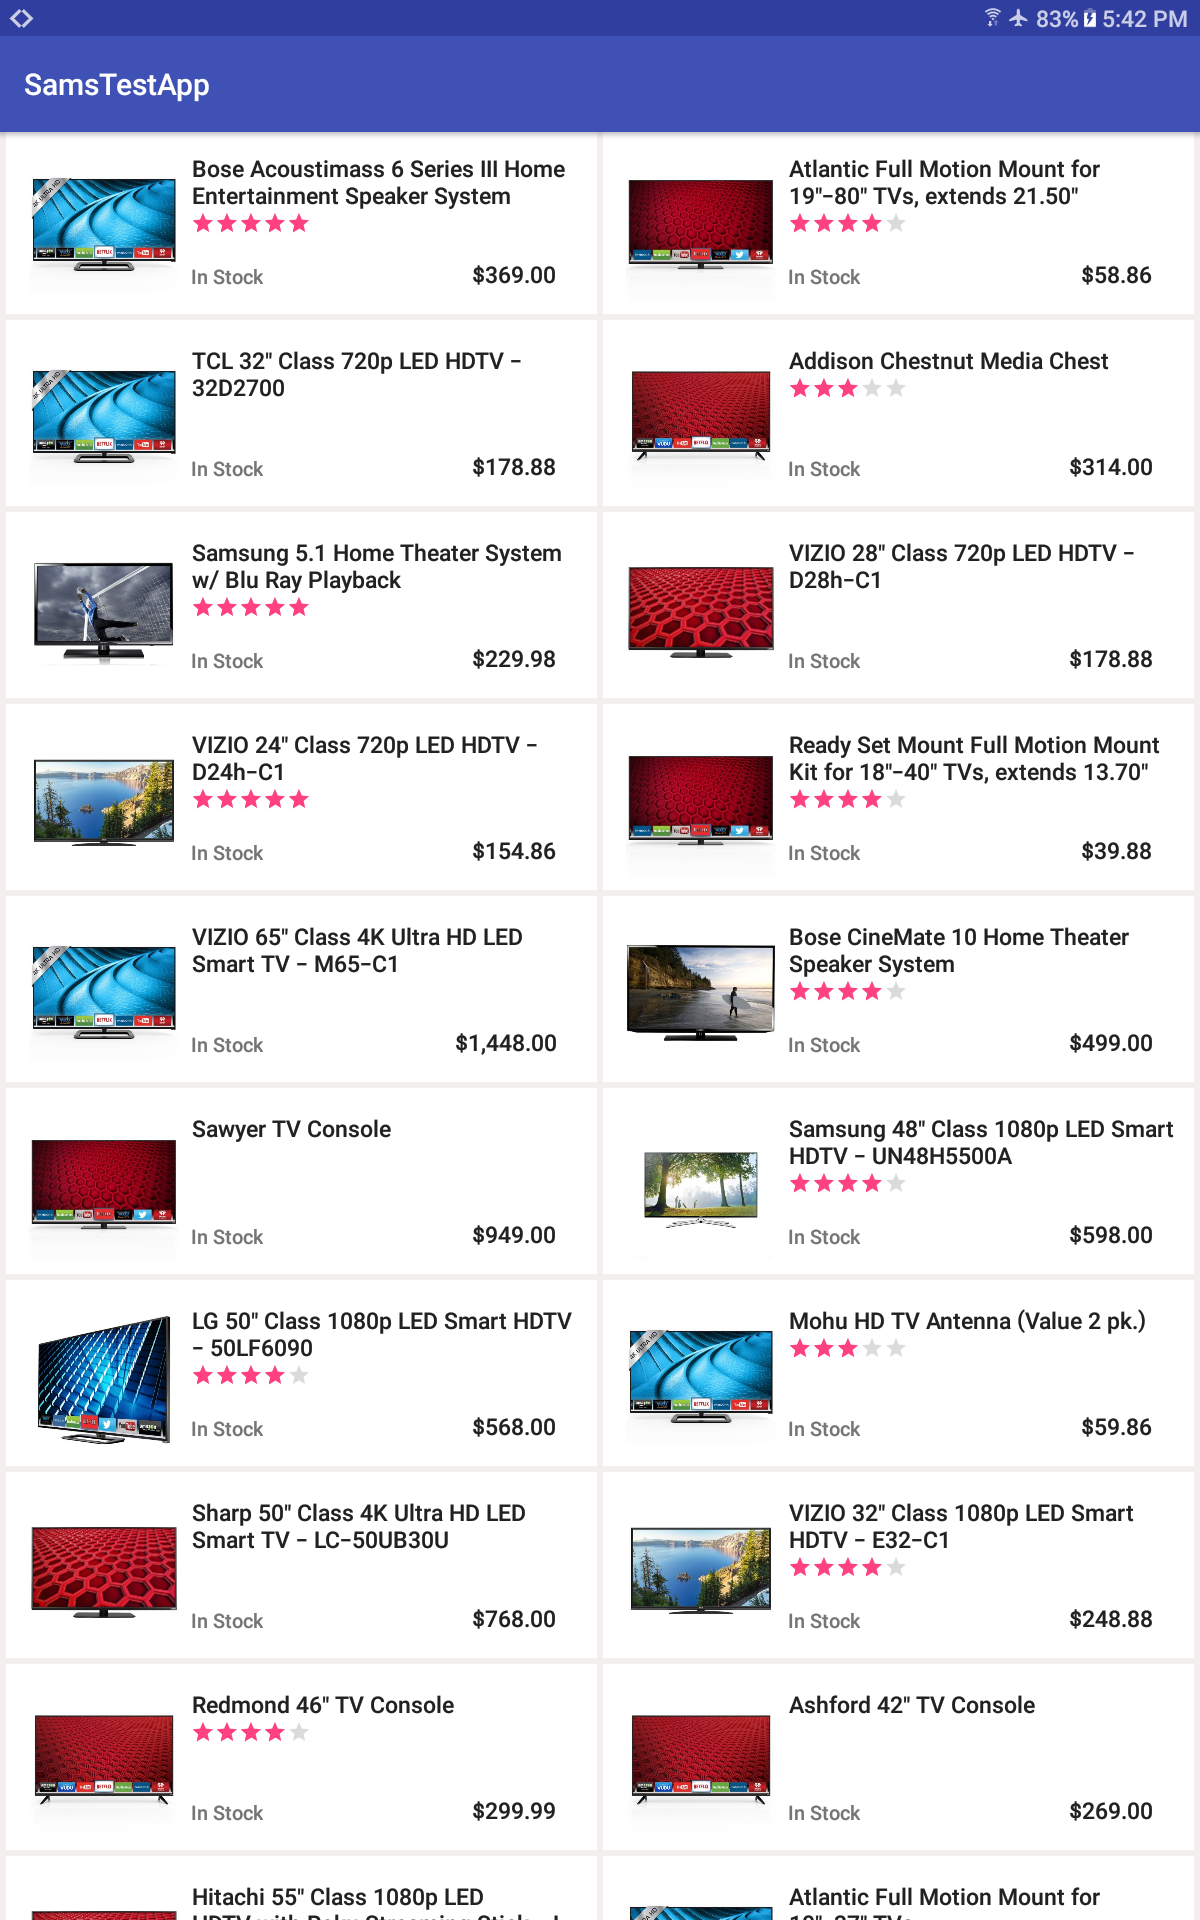 83% 5:42 PM
SamsTestApp
Bose Acoustimass 6 Series III Home
Entertainment Speaker System
In Stock
$369.00
Atlantic Full Motion Mount for
19"-80" TVs, extends 21.50"
In Stock
$58.86
TCL 32" Class 720p LED HDTV -
32D2700
In Stock
$178.88
Addison Chestnut Media Chest
In Stock
$314.00
Samsung 5.1 Home Theater System
w/ Blu Ray Playback
In Stock
$229.98
VIZIO 28" Class 720p LED HDTV -
D28h-C1
In Stock
$178.88
VIZIO 24" Class 720p LED HDTV -
D24h-C1
In Stock
$154.86
Ready Set Mount Full Motion Mount
Kit for 18"-40" TVs, extends 13.70"
In Stock
$39.88
VIZIO 65" Class 4K Ultra HD LED
Smart TV - M65-C1
In Stock
$1,448.00
Bose CineMate 10 Home Theater
Speaker System
In Stock
$499.00
Sawyer TV Console
In Stock
$949.00
Samsung 48" Class 1080p LED Smart
HDTV - UN48H5500A
In Stock
$598.00
LG 50" Class 1080p LED Smart HDTV
- 50LF6090
In Stock
$568.00
Mohu HD TV Antenna (Value 2 pk.)
In Stock
$59.86
Sharp 50" Class 4K Ultra HD LED
Smart TV - LC-50UB30U
In Stock
$768.00
VIZIO 32" Class 1080p LED Smart
HDTV - E32-C1
In Stock
$248.88
Redmond 46" TV Console
In Stock
$299.99
Ashford 42" TV Console
In Stock
$269.00
Hitachi 55" Class 1080p LED
HDTV with Roku Streaming Stick
Atlantic Full Motion Mount for
TVs